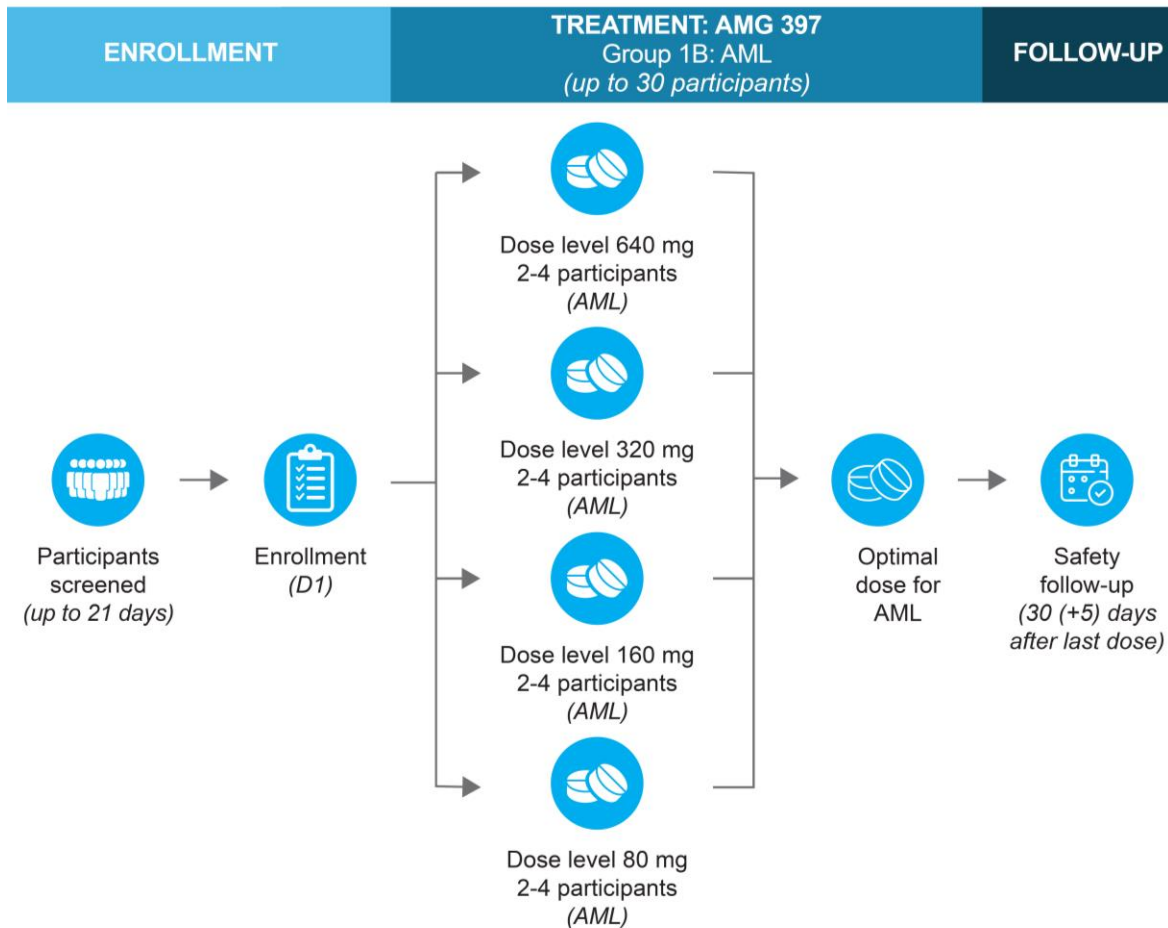 ENROLLMENT
TREATMENT: AMG 397
Group 1B: AML
(up to 30 participants)
FOLLOW-UP
Dose level 640 mg
2-4 participants
(AML)
Dose level 320 mg
2-4 participants
(AML)
Participants
screened
(up to 21 days)
Enrollment
(D1)
Dose level 160 mg
2-4 participants
(AML)
Dose level 80 mg
2-4 participants
(AML)
Optimal
dose for
AML
Safety
follow-up
(30 (+5) days
after last dose)